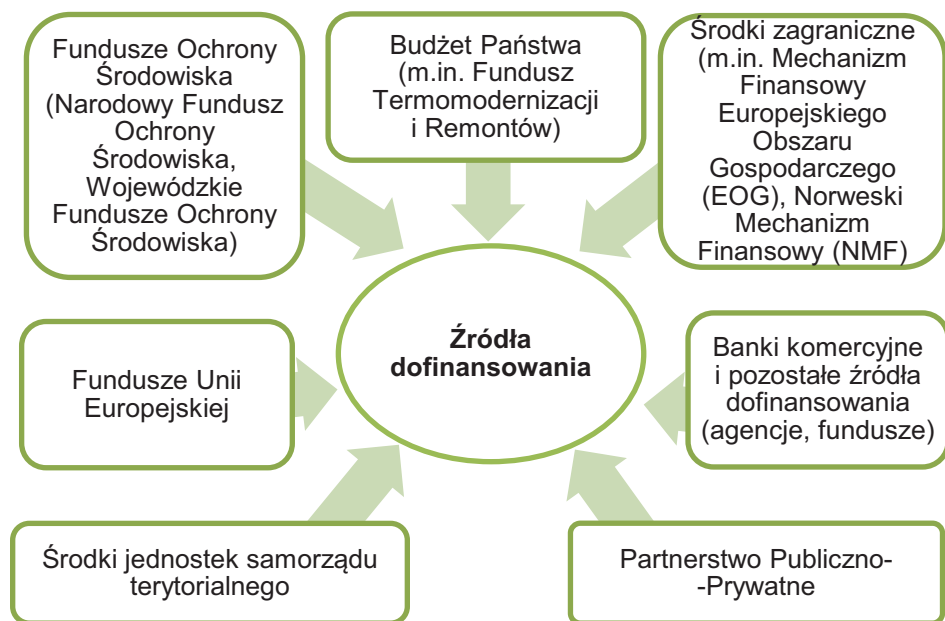 Fundusze Ochrony
Środowiska
(Narodowy Fundusz
Ochrony
Środowiska,
Wojewódzkie
Fundusze Ochrony
Środowiska)
Budżet Państwa
(m.in. Fundusz
Termomodernizacji
i Remontów)
Środki zagraniczne
(m.in. Mechanizm
Finansowy
Europejskiego
Obszaru
Gospodarczego
(EOG), Norweski
Mechanizm
Finansowy (NMF)
Źródła
dofinansowania
Fundusze Unii
Europejskiej
Banki komercyjne
i pozostałe źródła
dofinansowania
(agencje, fundusze)
Środki jednostek samorządu
terytorialnego
Partnerstwo Publiczno-
-Prywatne